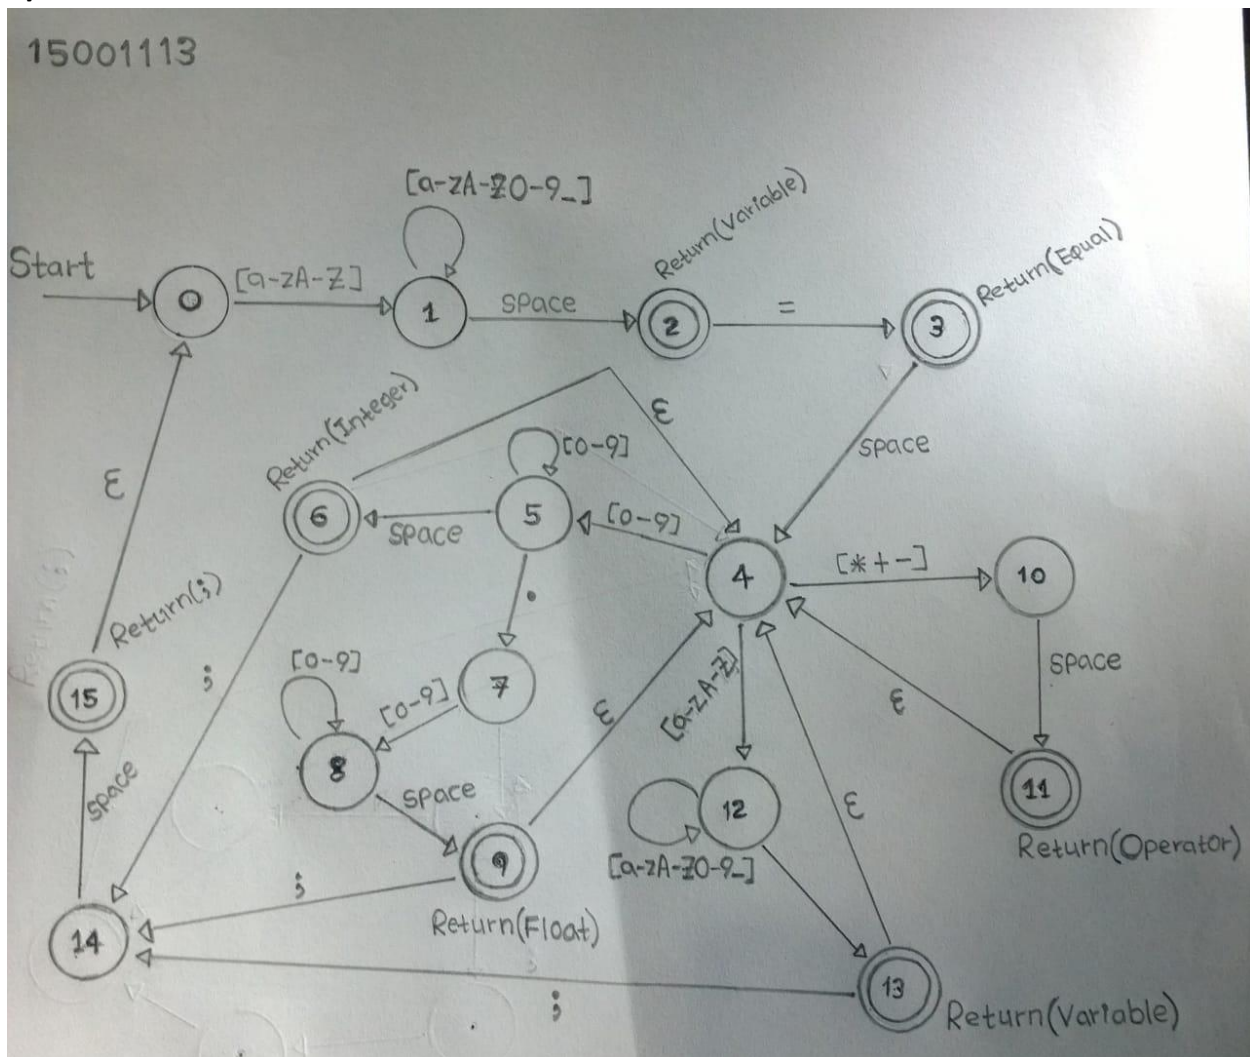 15001113
[a-zA-Z0-9_]
Return(Variable)
Return(Equal)
Start
[a-zA-Z]
0
1
space
2
=
3
Return(Integer)
ε
space
[0-9]
6
space
5
[0-9]
4
[*+-]
10
ε
Return(;)
.
space
15
;
[0-9]
7
[0-9]
8
ε
[a-zA-Z]
ε
space
space
9
12
ε
11
[a-zA-Z0-9_]
Return(Operator)
;
Return(Float)
14
;
13
Return(Variable)